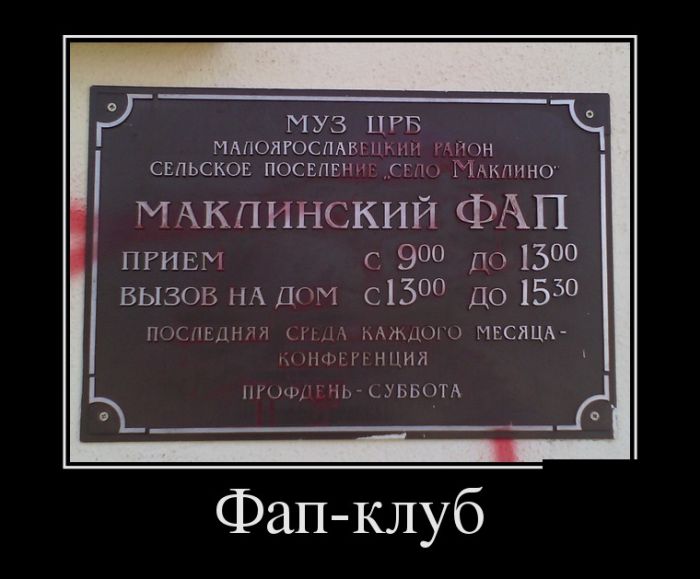 МУЗ ЦРБ
МАЛОЯРОСЛАВЕЦКИЙ РАЙОН
СЕЛЬСКОЕ ПОСЕЛЕНИЕ „СЕЛО МАКЛИНО"
МАКЛИНСКИЙ ФАП
ПРИЕМ С 9⁰⁰ ДО 13⁰⁰
ВЫЗОВ НА ДОМ С 13⁰⁰ ДО 15³⁰
ПОСЛЕДНЯЯ СРЕДА КАЖДОГО МЕСЯЦА-
КОНФЕРЕНЦИЯ
ПРОФДЕНЬ-СУББОТА
Фап-клуб